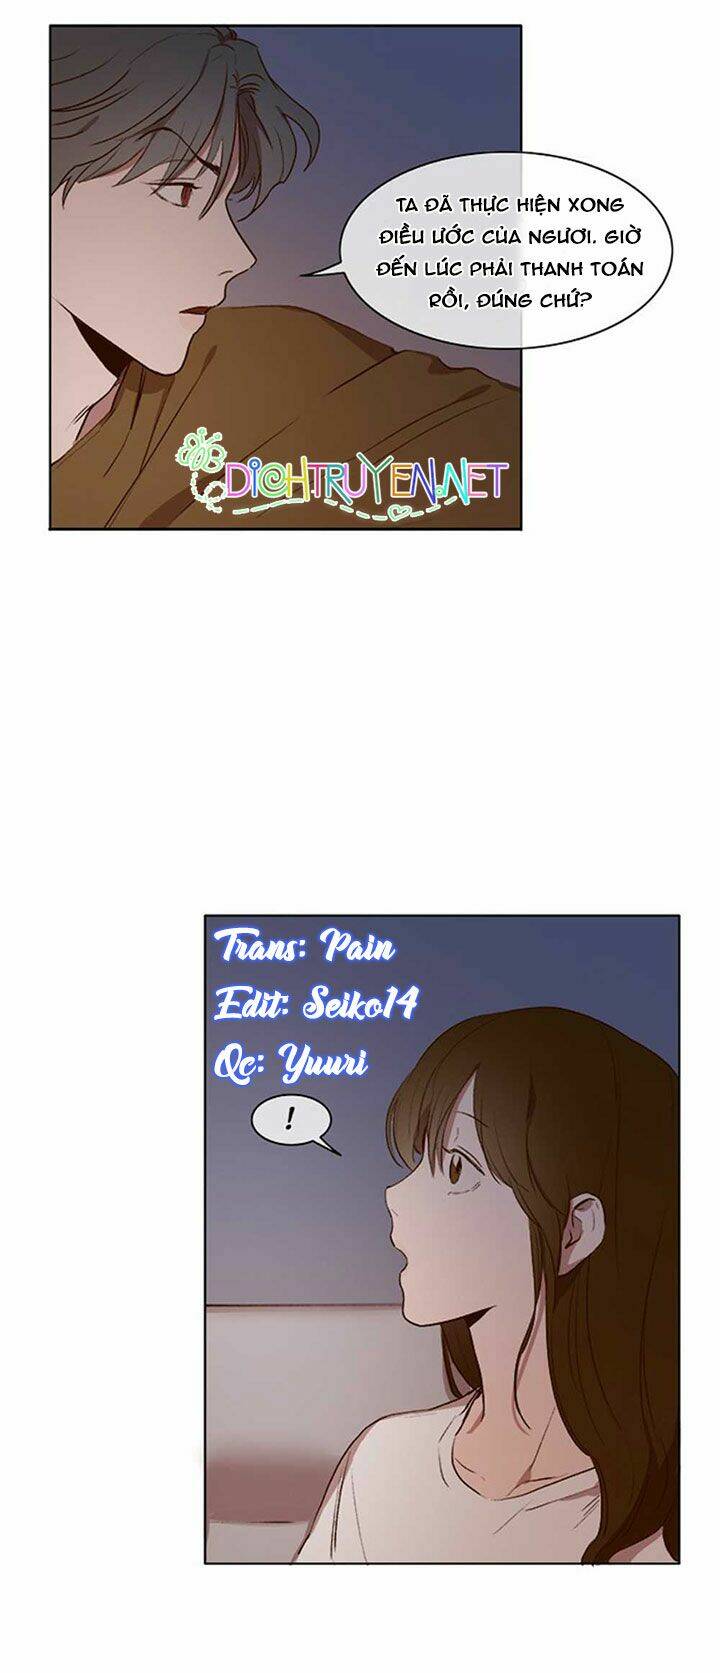 TA ĐÃ THỰC HIỆN XONG
ĐIỀU ƯỚC CỦA NGƯƠI. GIỜ
ĐẾN LÚC PHẢI THANH TOÁN
RỒI, ĐÚNG CHỨ?
DICHTRUYEN.NET
Trans: Pain
Edit: Seiko14
Qc: Yuuri
!